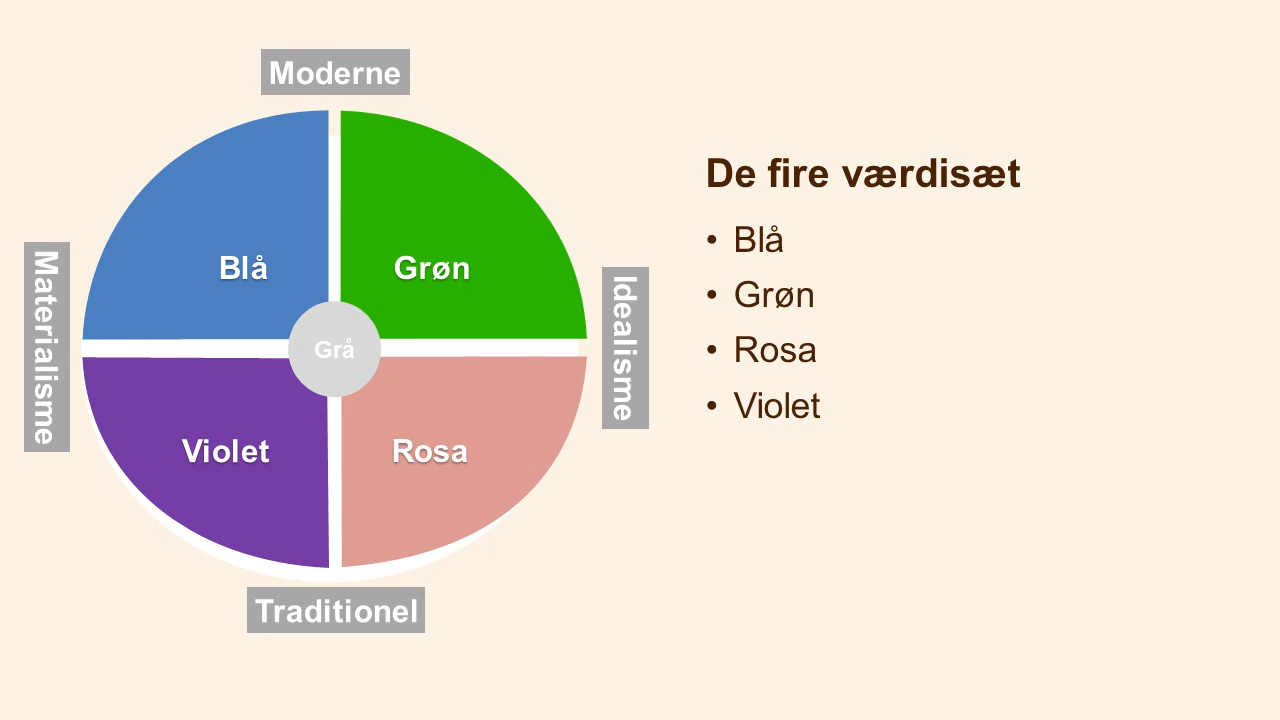 Moderne
Materialisme
Blå
Grøn
Grå
Violet
Rosa
Idealisme
Traditionel
De fire værdisæt
• Blå
• Grøn
• Rosa
• Violet